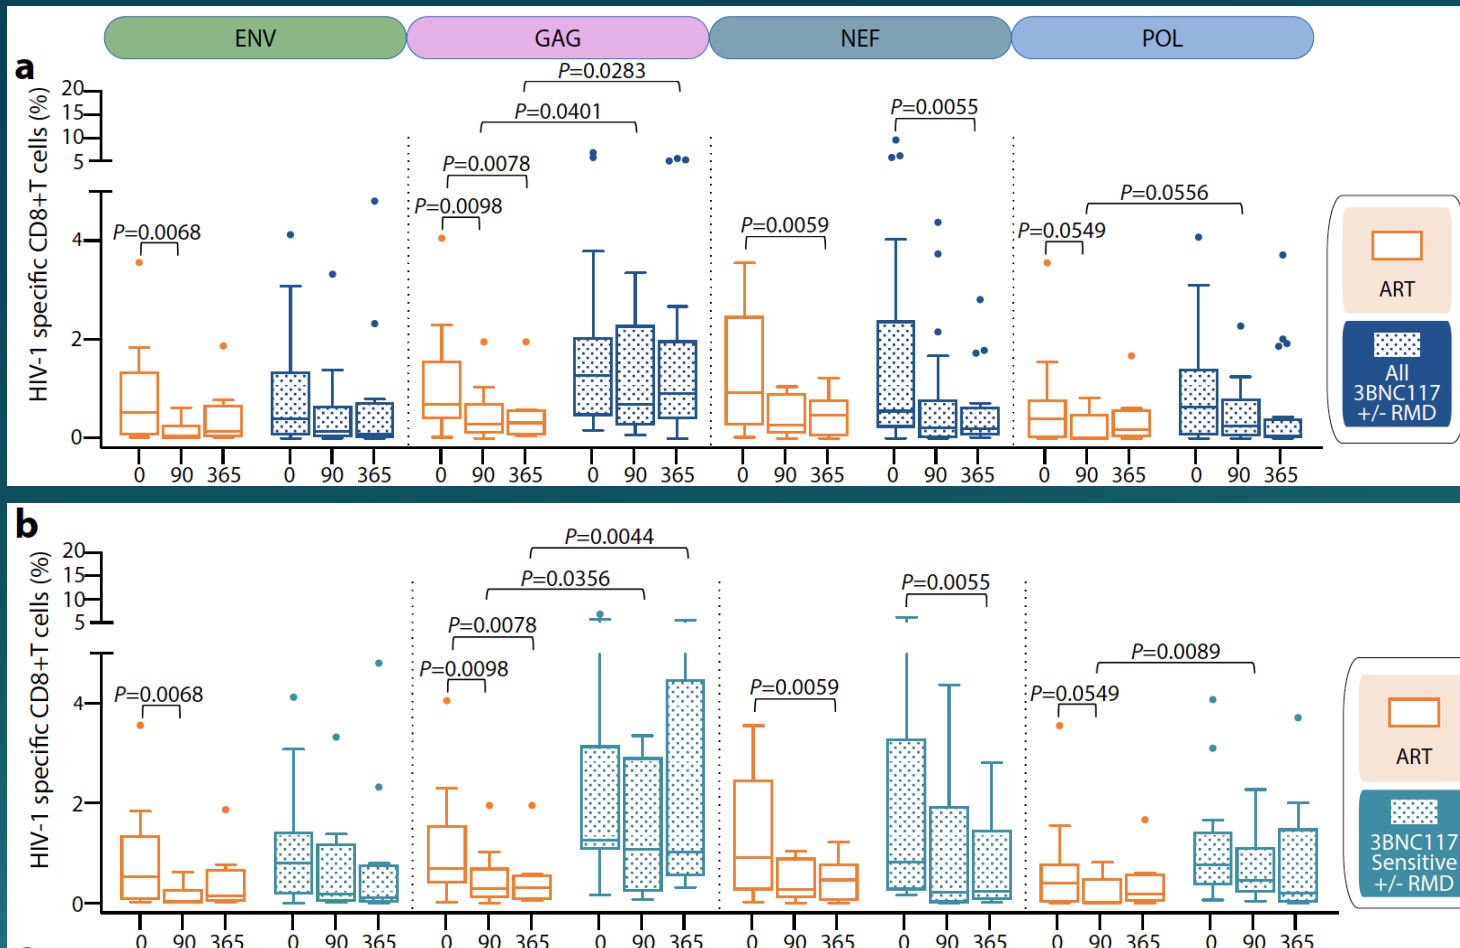 ENV GAG NEF POL
a
P=0.0283
20
15 P=0.0401 P=0.0055
10
5 P=0.0078
HIV-1 specific CD8+T cells (%)
P=0.0068 P=0.0098 P=0.0059 P=0.0549 P=0.0556
4
2
0
0 90 365 0 90 365 0 90 365 0 90 365 0 90 365 0 90 365 0 90 365 0 90 365
ART
All
3BNC117
+/- RMD
b
P=0.0044
20
15 P=0.0356 P=0.0055
10
5 P=0.0078
HIV-1 specific CD8+T cells (%)
P=0.0068 P=0.0098 P=0.0059 P=0.0549 P=0.0089
4
2
0
0 90 365 0 90 365 0 90 365 0 90 365 0 90 365 0 90 365 0 90 365 0 90 365
ART
3BNC117
Sensitive
+/- RMD